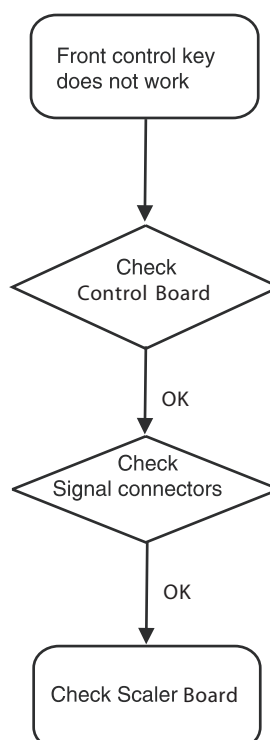 Front control key
does not work
Check
Control Board
OK
Check
Signal connectors
OK
Check Scaler Board